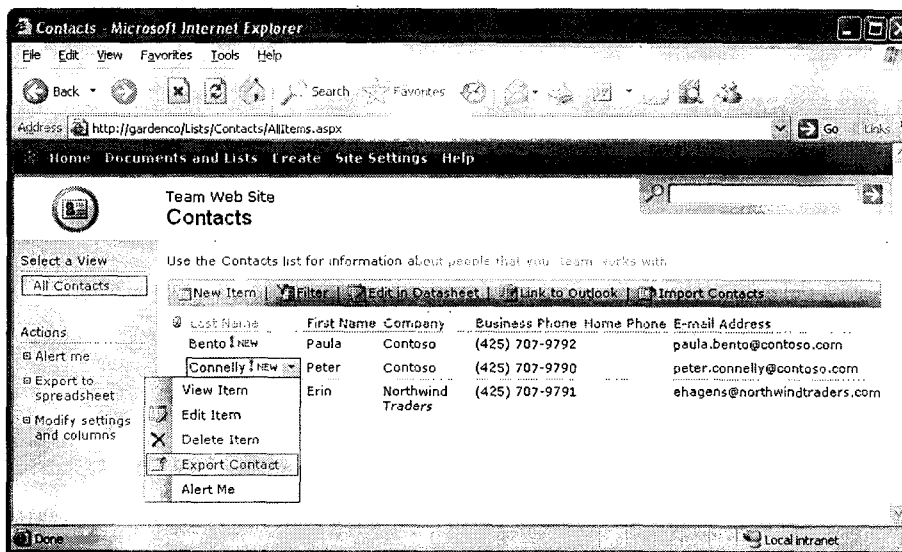 Contacts - Microsoft Internet Explorer
File Edit View Favorites Tools Help
Back Search Favorites
Address http://gardenco/Lists/Contacts/AllItems.aspx Go Links
Home Documents and Lists Create Site Settings Help
Team Web Site
Contacts
Select a View
All Contacts
Actions
Alert me
Export to spreadsheet
Modify settings and columns
Use the Contacts list for information about people that your team works with
New Item | Filter | Edit in Datasheet | Link to Outlook | Import Contacts
Last Name First Name Company Business Phone Home Phone E-mail Address
Bento ! NEW Paula Contoso (425) 707-9792 paula.bento@contoso.com
Connelly ! NEW Peter Contoso (425) 707-9790 peter.connelly@contoso.com
Erin Northwind Traders (425) 707-9791 ehagens@northwindtraders.com
View Item
Edit Item
Delete Item
Export Contact
Alert Me
Done Local intranet